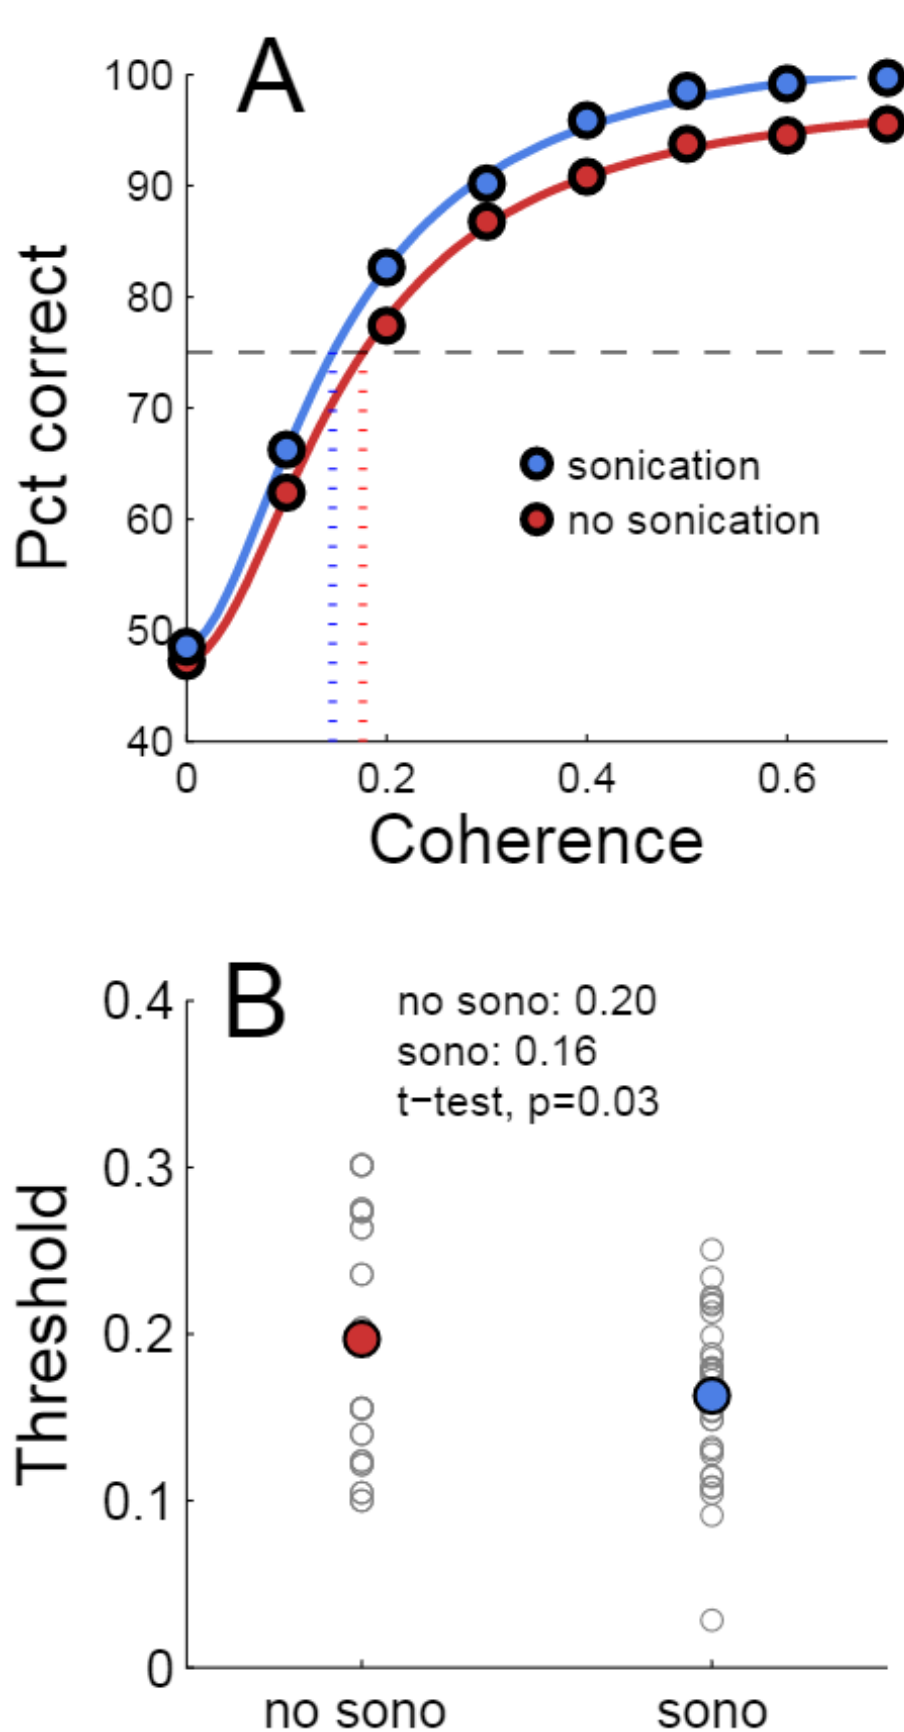 A
100
90
80
70
60
50
40
Pct correct
sonication
no sonication
0
0.2
0.4
0.6
Coherence
B
no sono: 0.20
sono: 0.16
t−test, p=0.03
0.4
0.3
0.2
0.1
0
Threshold
no sono
sono